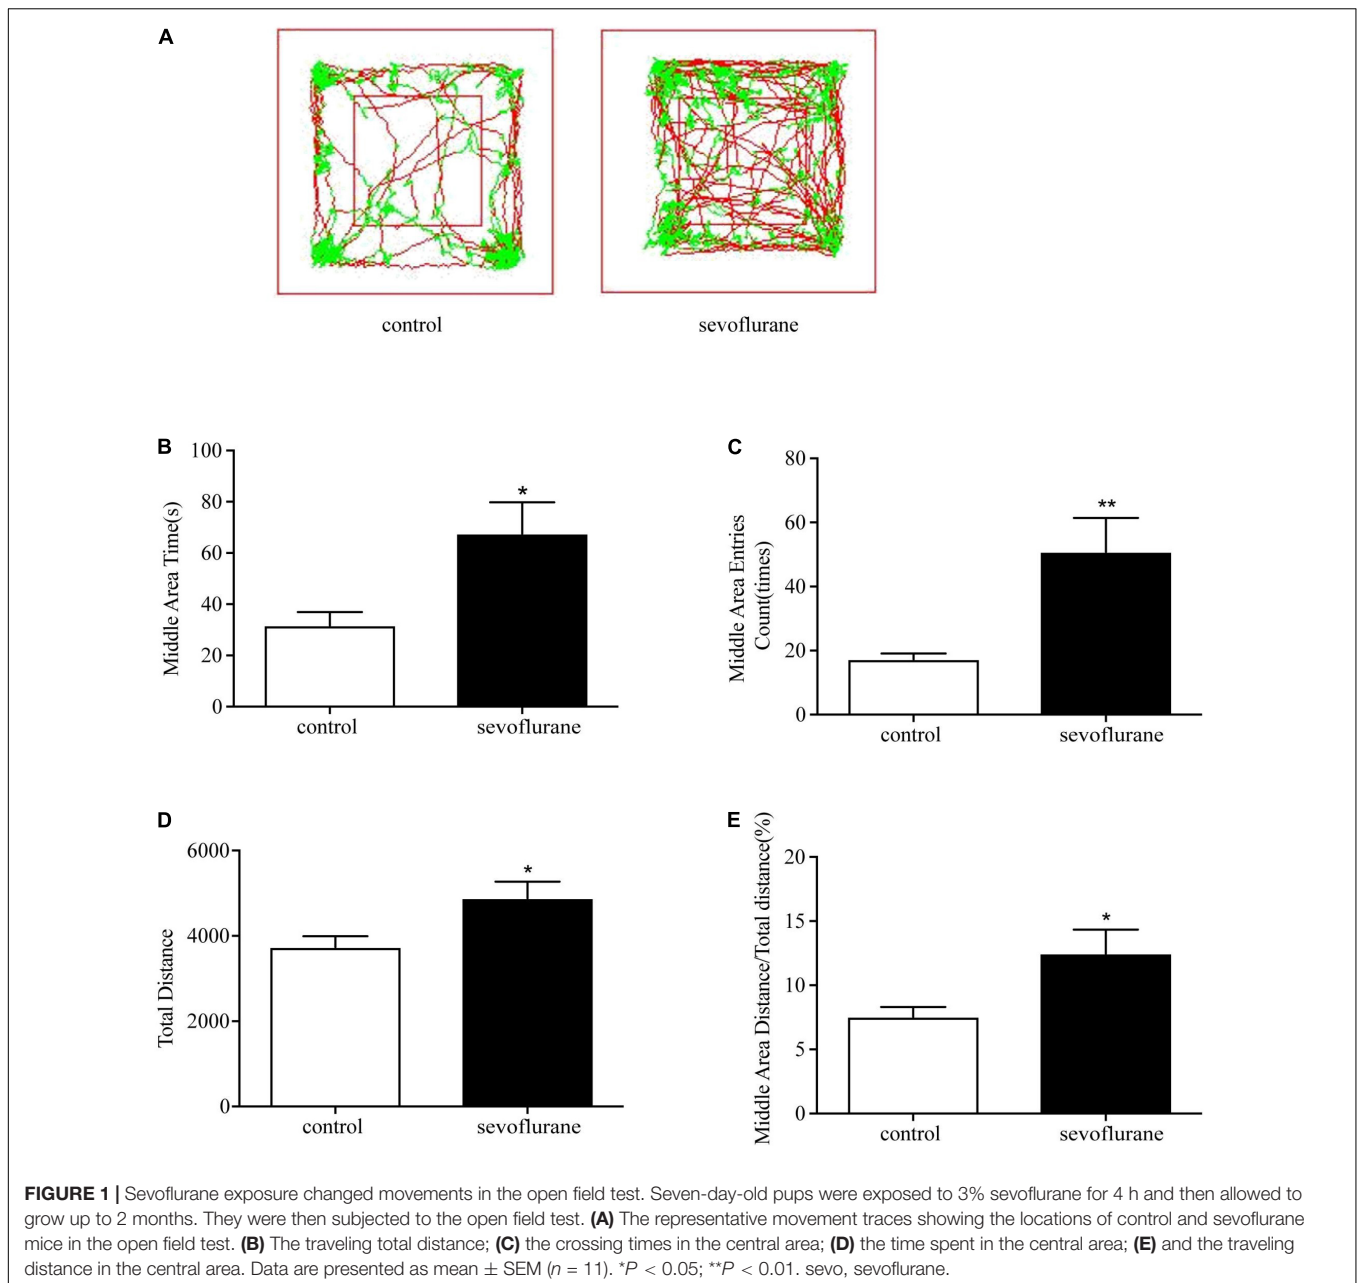 A
control
sevoflurane
B
100
80
60
40
20
0
Middle Area Time(s)
*
control
sevoflurane
C
80
60
40
20
0
Middle Area Entries
Count(times)
**
control
sevoflurane
D
6000
4000
2000
0
Total Distance
*
control
sevoflurane
E
20
15
10
5
0
Middle Area Distance/Total distance(%)
*
control
sevoflurane
FIGURE 1 | Sevoflurane exposure changed movements in the open field test. Seven-day-old pups were exposed to 3% sevoflurane for 4 h and then allowed to
grow up to 2 months. They were then subjected to the open field test. (A) The representative movement traces showing the locations of control and sevoflurane
mice in the open field test. (B) The traveling total distance; (C) the crossing times in the central area; (D) the time spent in the central area; (E) and the traveling
distance in the central area. Data are presented as mean ± SEM (n = 11). *P < 0.05; **P < 0.01. sevo, sevoflurane.